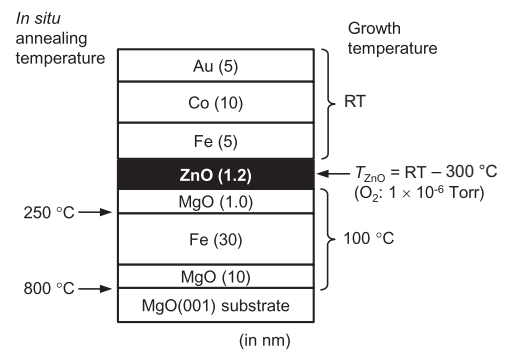 In situ
annealing
temperature
Growth
temperature
Au (5)
Co (10)
Fe (5)
RT
ZnO (1.2)
T_ZnO = RT – 300 °C
(O₂: 1 × 10⁻⁶ Torr)
MgO (1.0)
250 °C
Fe (30)
100 °C
MgO (10)
800 °C
MgO(001) substrate
(in nm)